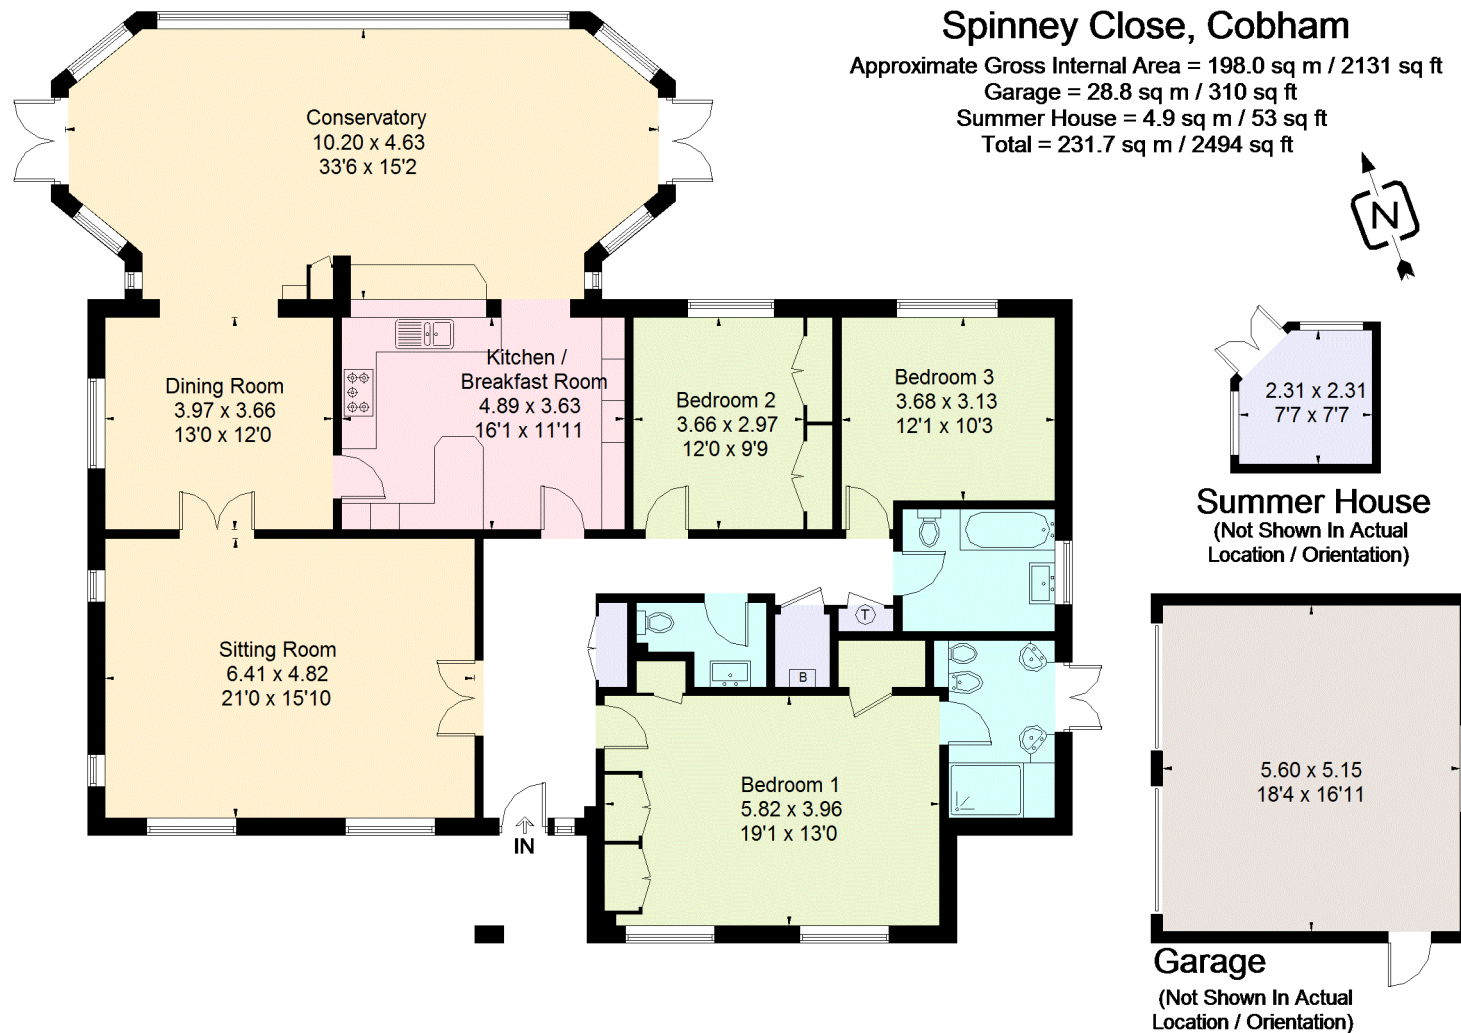 Spinney Close, Cobham
Approximate Gross Internal Area = 198.0 sq m / 2131 sq ft
Garage = 28.8 sq m / 310 sq ft
Summer House = 4.9 sq m / 53 sq ft
Total = 231.7 sq m / 2494 sq ft
N
Conservatory
10.20 x 4.63
33'6 x 15'2
Dining Room
3.97 x 3.66
13'0 x 12'0
Kitchen /
Breakfast Room
4.89 x 3.63
16'1 x 11'11
Bedroom 2
3.66 x 2.97
12'0 x 9'9
Bedroom 3
3.68 x 3.13
12'1 x 10'3
2.31 x 2.31
7'7 x 7'7
Summer House
(Not Shown In Actual
Location / Orientation)
Sitting Room
6.41 x 4.82
21'0 x 15'10
T
B
Bedroom 1
5.82 x 3.96
19'1 x 13'0
IN
5.60 x 5.15
18'4 x 16'11
Garage
(Not Shown In Actual
Location / Orientation)